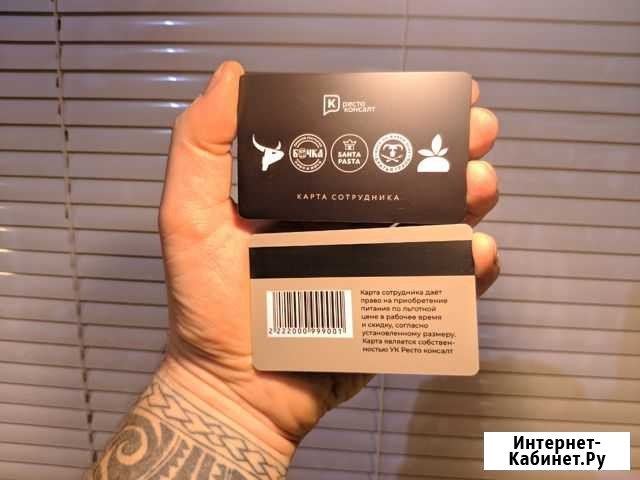 К
ресто
консалт
БОЧКА
SANTA
PASTA
КАРТА СОТРУДНИКА
2 222000 999001
Карта сотрудника даёт
право на приобретение
питания по льготной
цене в рабочее время
и скидку, согласно
установленному размеру.
Карта является собствен-
ностью УК Ресто консалт
Интернет-
Кабинет.Ру